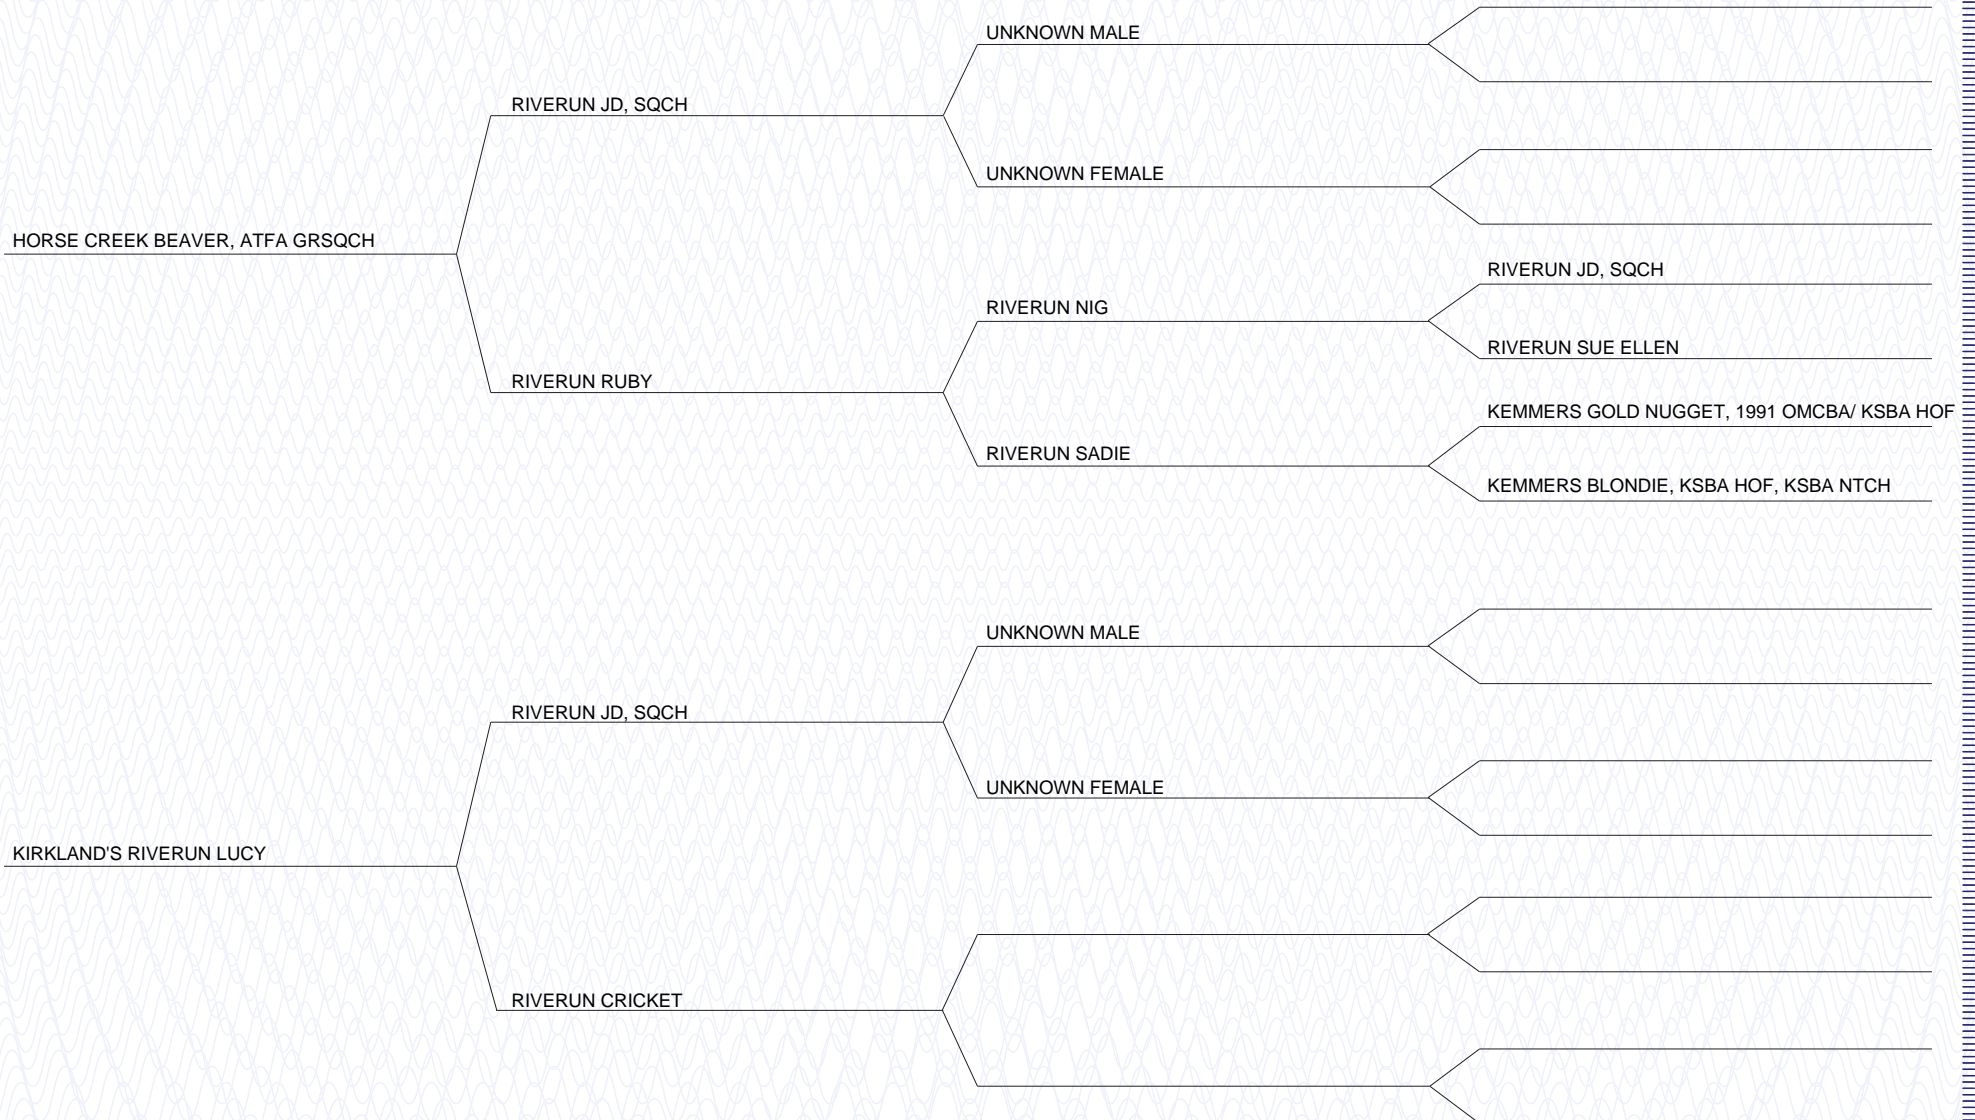 UNKNOWN MALE
RIVERUN JD, SQCH
UNKNOWN FEMALE
HORSE CREEK BEAVER, ATFA GRSQCH
RIVERUN JD, SQCH
RIVERUN NIG
RIVERUN SUE ELLEN
RIVERUN RUBY
KEMMERS GOLD NUGGET, 1991 OMCBA/ KSBA HOF
RIVERUN SADIE
KEMMERS BLONDIE, KSBA HOF, KSBA NTCH
UNKNOWN MALE
RIVERUN JD, SQCH
UNKNOWN FEMALE
KIRKLAND'S RIVERUN LUCY
RIVERUN CRICKET